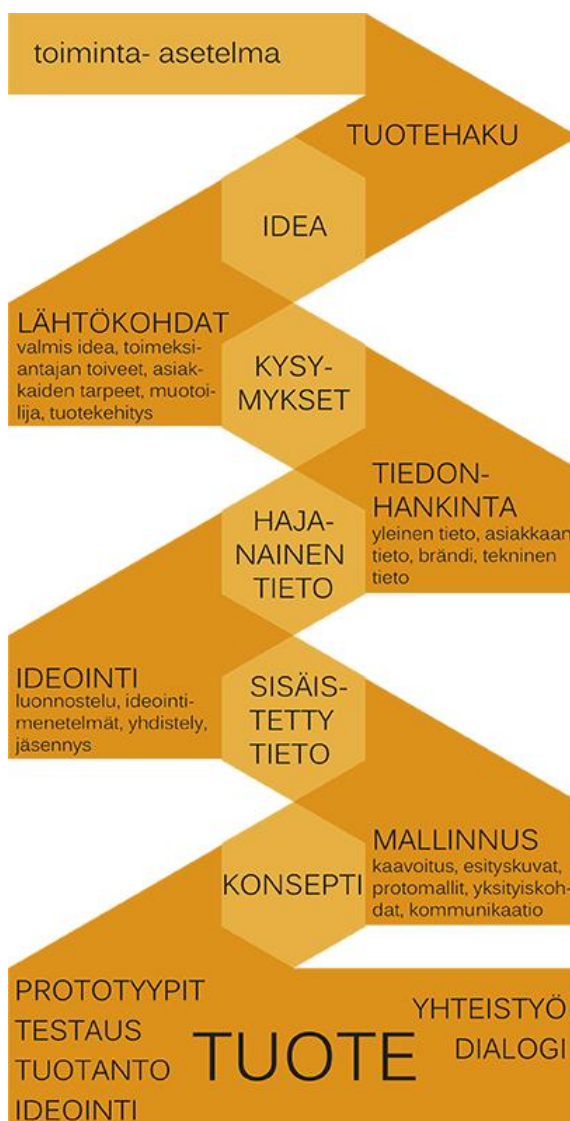 toiminta- asetelma
TUOTEHAKU
IDEA
LÄHTÖKOHDAT
valmis idea, toimeksi-
antajan toiveet, asiak-
kaiden tarpeet, muotoi-
lija, tuotekehitys
KYSY-
MYKSET
TIEDON-
HANKINTA
yleinen tieto, asiakkaan
tieto, brändi, tekninen
tieto
HAJA-
NAINEN
TIETO
IDEOINTI
luonnostelu, ideointi-
menetelmät, yhdistely,
jäsennys
SISÄIS-
TETTY
TIETO
MALLINNUS
kaavoitus, esityskuvat,
protomallit, yksityiskoh-
dat, kommunikaatio
KONSEPTI
PROTOTYYPIT
TESTAUS
TUOTANTO
IDEOINTI
TUOTE
YHTEISTYÖ
DIALOGI